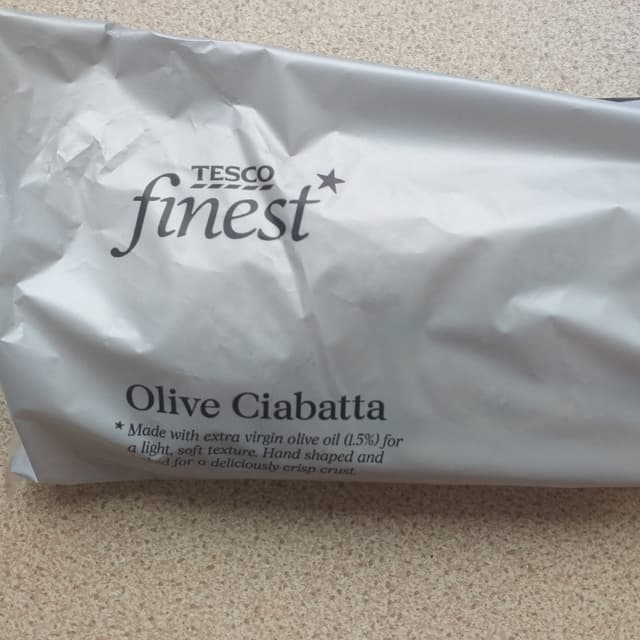 TESCO
finest*
Olive Ciabatta
* Made with extra virgin olive oil (1.5%) for
a light, soft texture. Hand shaped and
for a deliciously crisp crust